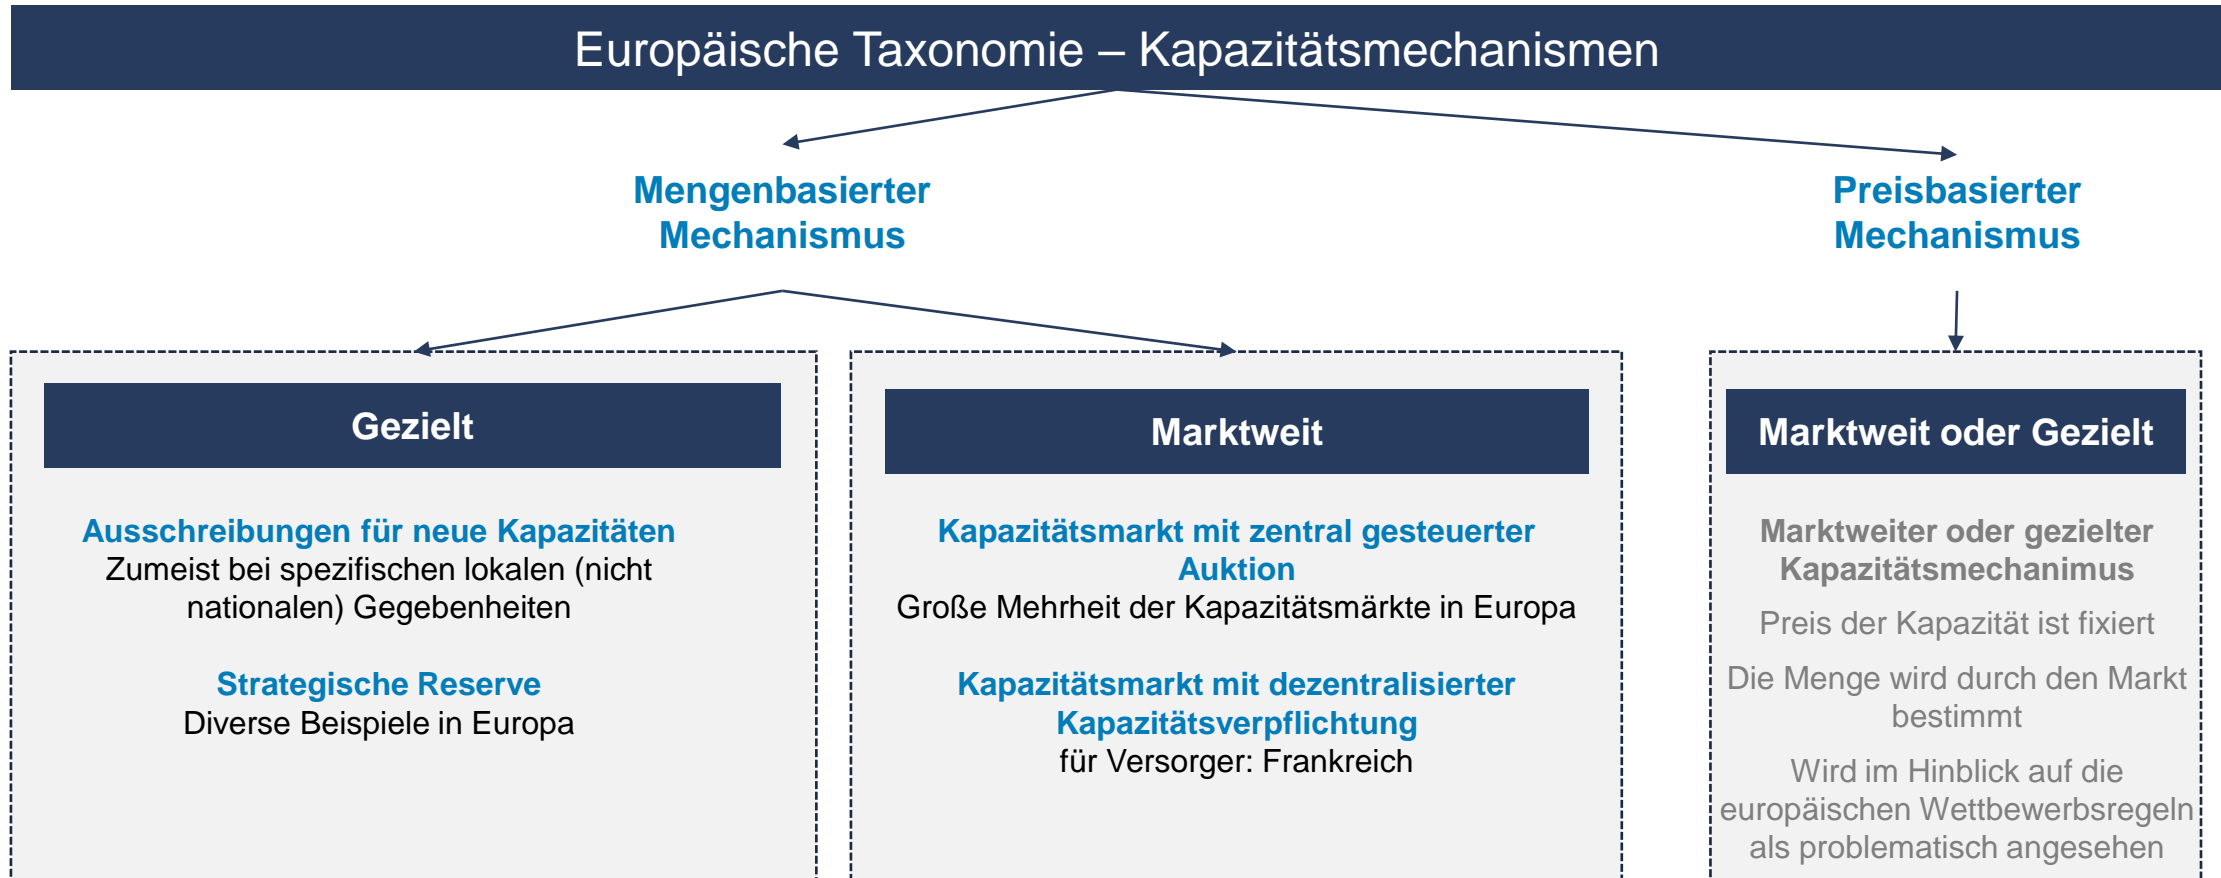 Europäische Taxonomie – Kapazitätsmechanismen
Mengenbasierter
Mechanismus
Preisbasierter
Mechanismus
Gezielt
Ausschreibungen für neue Kapazitäten
Zumeist bei spezifischen lokalen (nicht
nationalen) Gegebenheiten
Strategische Reserve
Diverse Beispiele in Europa
Marktweit
Kapazitätsmarkt mit zentral gesteuerter
Auktion
Große Mehrheit der Kapazitätsmärkte in Europa
Kapazitätsmarkt mit dezentralisierter
Kapazitätsverpflichtung
für Versorger: Frankreich
Marktweit oder Gezielt
Marktweiter oder gezielter
Kapazitätsmechanimus
Preis der Kapazität ist fixiert
Die Menge wird durch den Markt
bestimmt
Wird im Hinblick auf die
europäischen Wettbewerbsregeln
als problematisch angesehen